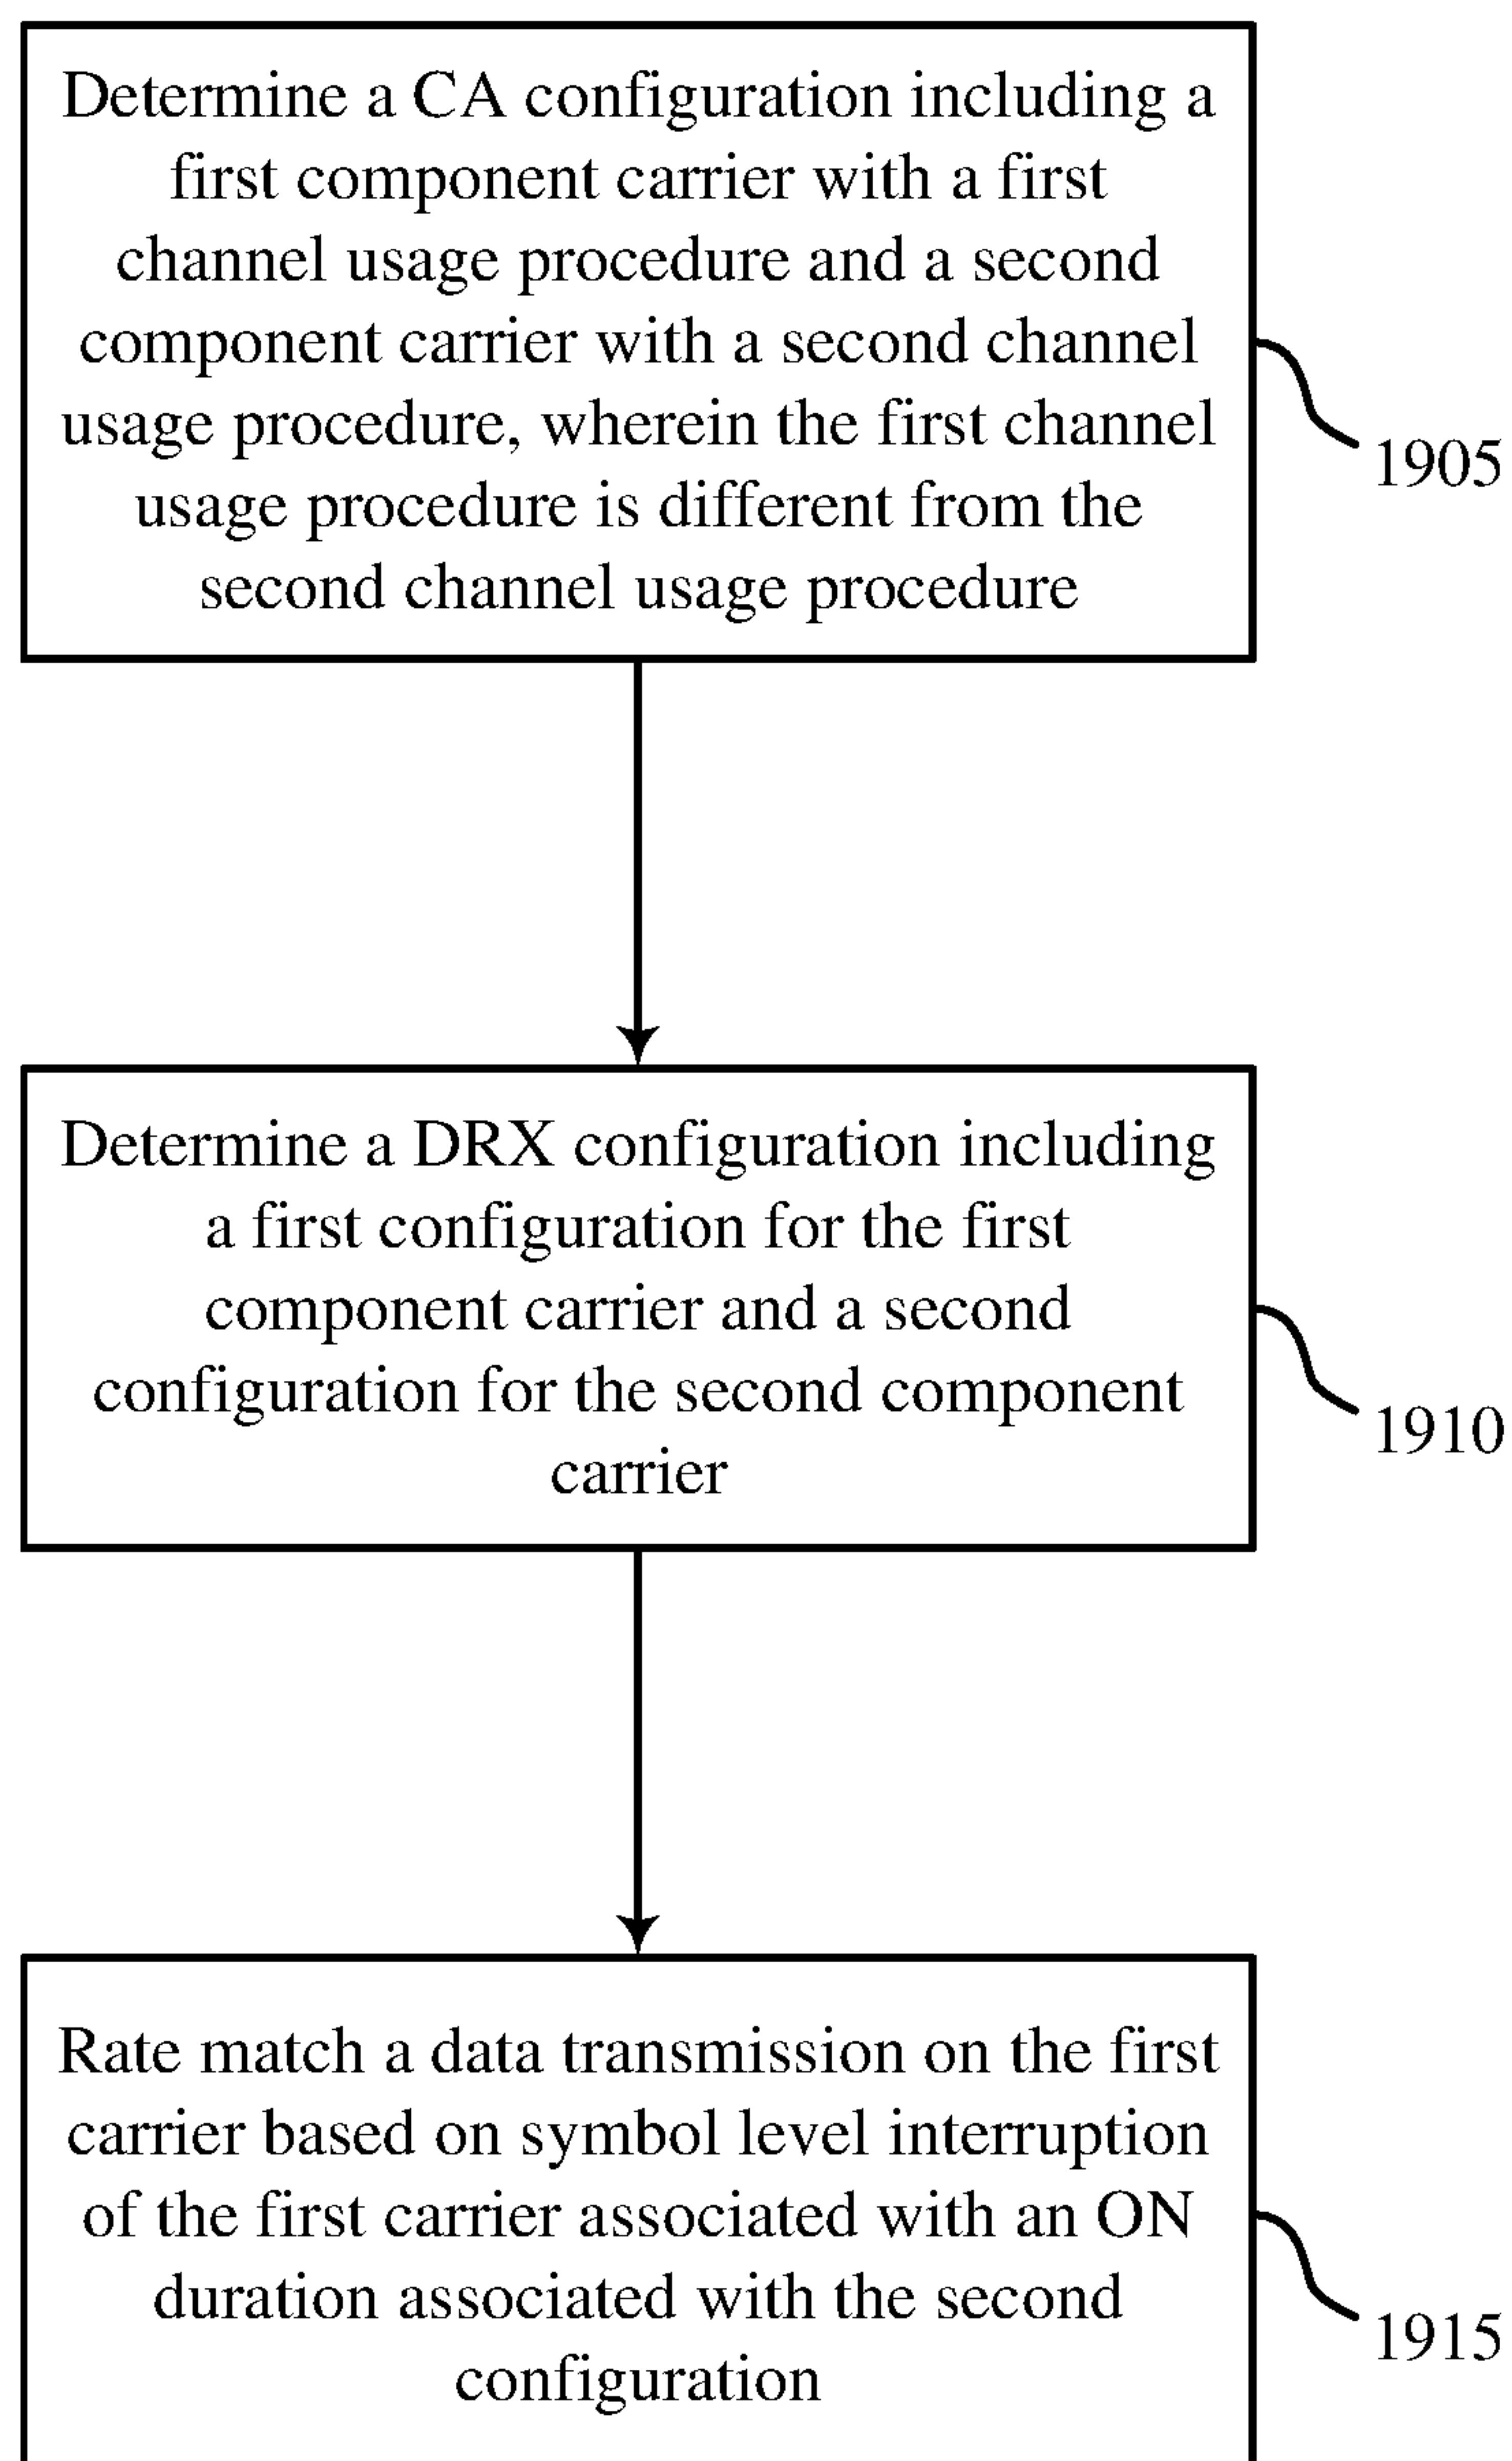 Determine a CA configuration including a
first component carrier with a first
channel usage procedure and a second
component carrier with a second channel
usage procedure, wherein the first channel
usage procedure is different from the
second channel usage procedure
1905
Determine a DRX configuration including
a first configuration for the first
component carrier and a second
configuration for the second component
carrier
1910
Rate match a data transmission on the first
carrier based on symbol level interruption
of the first carrier associated with an ON
duration associated with the second
configuration
1915